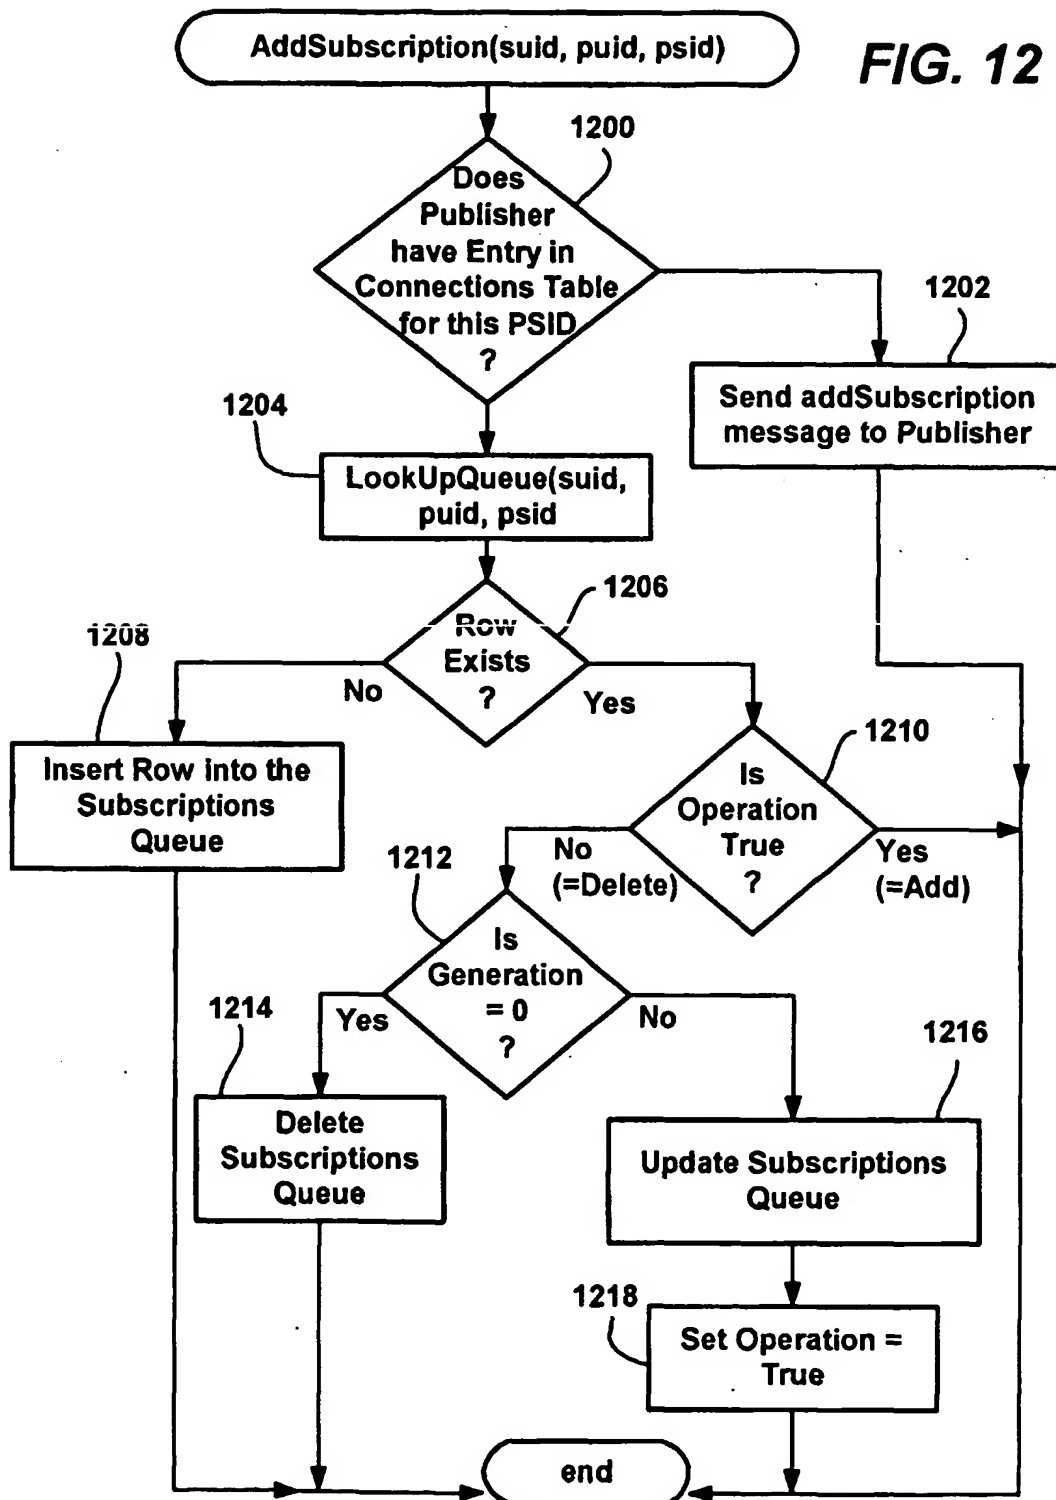 AddSubscription(suid, puid, psid)
FIG. 12
1200
Does
Publisher
have Entry in
Connections Table
for this PSID
?
1202
Send addSubscription
message to Publisher
1204
LookUpQueue(suid,
puid, psid
1206
Row
Exists
?
No
Yes
1208
Insert Row into the
Subscriptions
Queue
1210
Is
Operation
True
?
No
(=Delete)
Yes
(=Add)
1212
Is
Generation
= 0
?
Yes
No
1214
Delete
Subscriptions
Queue
1216
Update Subscriptions
Queue
1218
Set Operation =
True
end